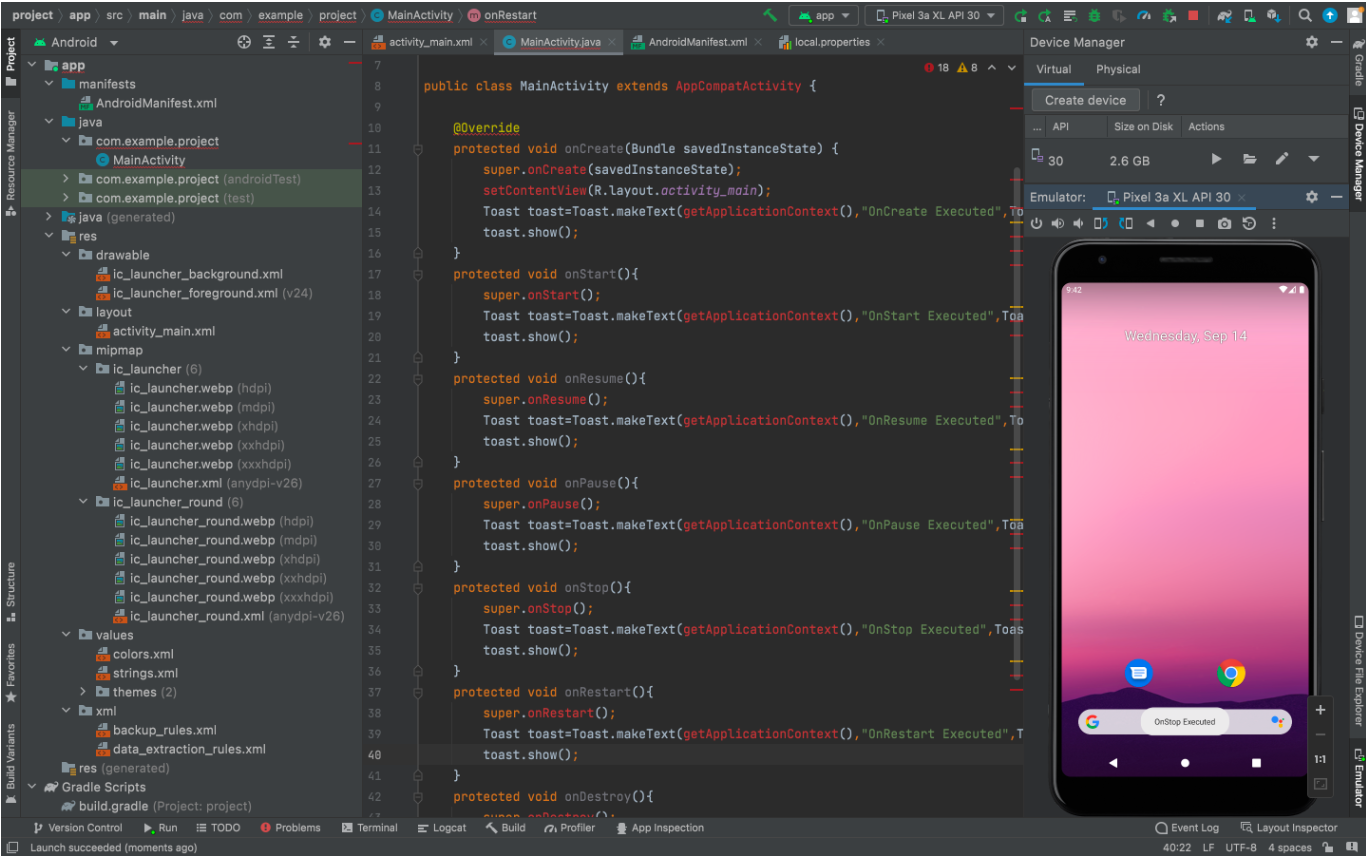 project › app › src › main › java › com › example › project › MainActivity › onRestart
app
Pixel 3a XL API 30
Android
activity_main.xml
MainActivity.java
AndroidManifest.xml
local.properties
Device Manager
Project
Resource Manager
Structure
Favorites
Build Variants
app
manifests
AndroidManifest.xml
java
com.example.project
MainActivity
com.example.project (androidTest)
com.example.project (test)
java (generated)
res
drawable
ic_launcher_background.xml
ic_launcher_foreground.xml (v24)
layout
activity_main.xml
mipmap
ic_launcher (6)
ic_launcher.webp (hdpi)
ic_launcher.webp (mdpi)
ic_launcher.webp (xhdpi)
ic_launcher.webp (xxhdpi)
ic_launcher.webp (xxxhdpi)
ic_launcher.xml (anydpi-v26)
ic_launcher_round (6)
ic_launcher_round.webp (hdpi)
ic_launcher_round.webp (mdpi)
ic_launcher_round.webp (xhdpi)
ic_launcher_round.webp (xxhdpi)
ic_launcher_round.webp (xxxhdpi)
ic_launcher_round.xml (anydpi-v26)
values
colors.xml
strings.xml
themes (2)
xml
backup_rules.xml
data_extraction_rules.xml
res (generated)
Gradle Scripts
build.gradle (Project: project)
18 8
7
8 public class MainActivity extends AppCompatActivity {
9
10 @Override
11 protected void onCreate(Bundle savedInstanceState) {
12 super.onCreate(savedInstanceState);
13 setContentView(R.layout.activity_main);
14 Toast toast=Toast.makeText(getApplicationContext(),"OnCreate Executed",To
15 toast.show();
16 }
17 protected void onStart(){
18 super.onStart();
19 Toast toast=Toast.makeText(getApplicationContext(),"OnStart Executed",Toa
20 toast.show();
21 }
22 protected void onResume(){
23 super.onResume();
24 Toast toast=Toast.makeText(getApplicationContext(),"OnResume Executed",To
25 toast.show();
26 }
27 protected void onPause(){
28 super.onPause();
29 Toast toast=Toast.makeText(getApplicationContext(),"OnPause Executed",Toa
30 toast.show();
31 }
32 protected void onStop(){
33 super.onStop();
34 Toast toast=Toast.makeText(getApplicationContext(),"OnStop Executed",Toas
35 toast.show();
36 }
37 protected void onRestart(){
38 super.onRestart();
39 Toast toast=Toast.makeText(getApplicationContext(),"OnRestart Executed",T
40 toast.show();
41 }
42 protected void onDestroy(){
43 super.onDestroy();
Virtual Physical
Create device ?
... API Size on Disk Actions
30 2.6 GB
Emulator: Pixel 3a XL API 30
9:42
Wednesday, Sep 14
OnStop Executed
1:1
Gradle
Device Manager
Device File Explorer
Emulator
Version Control Run TODO Problems Terminal Logcat Build Profiler App Inspection Event Log Layout Inspector
Launch succeeded (moments ago) 40:22 LF UTF-8 4 spaces